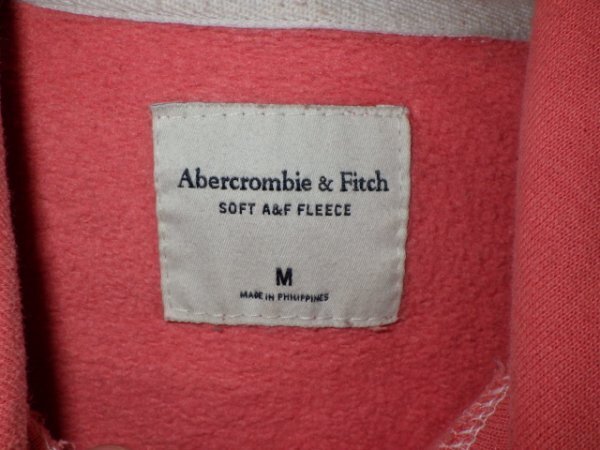 Abercrombie & Fitch
SOFT A&F FLEECE
M
MADE IN PHILIPPINES